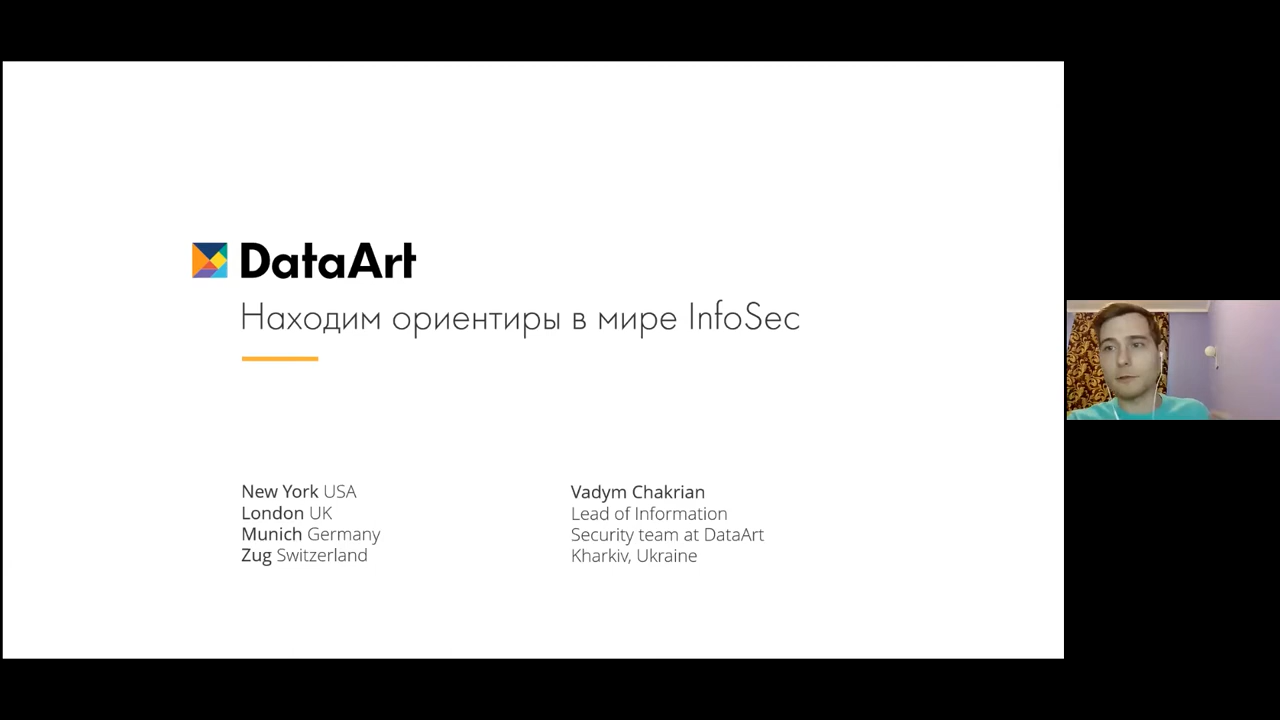 DataArt
Находим ориентиры в мире InfoSec
New York USA
London UK
Munich Germany
Zug Switzerland
Vadym Chakrian
Lead of Information
Security team at DataArt
Kharkiv, Ukraine